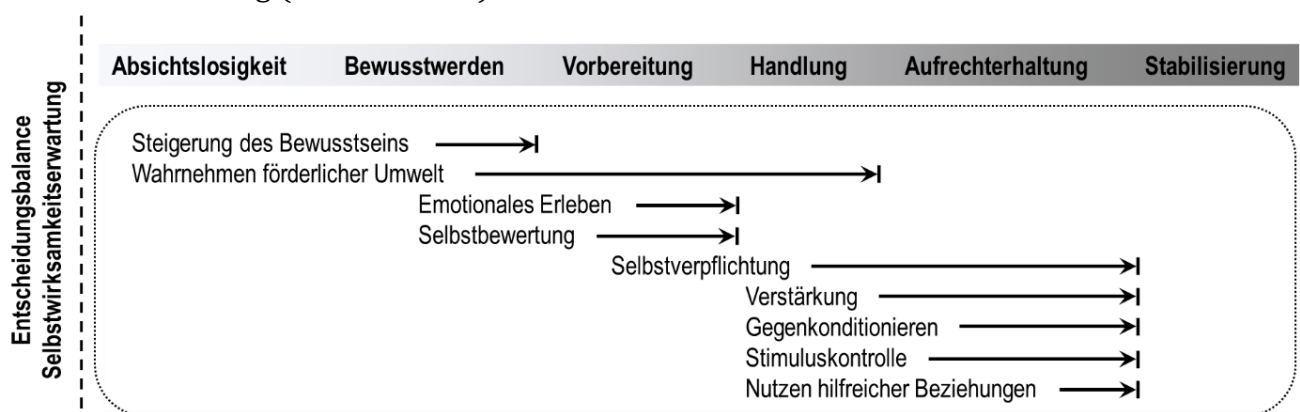 Absichtslosigkeit Bewusstwerden Vorbereitung Handlung Aufrechterhaltung Stabilisierung
Entscheidungsbalance
Selbstwirksamkeitserwartung
Steigerung des Bewusstseins
Wahrnehmen förderlicher Umwelt
Emotionales Erleben
Selbstbewertung
Selbstverpflichtung
Verstärkung
Gegenkonditionieren
Stimuluskontrolle
Nutzen hilfreicher Beziehungen